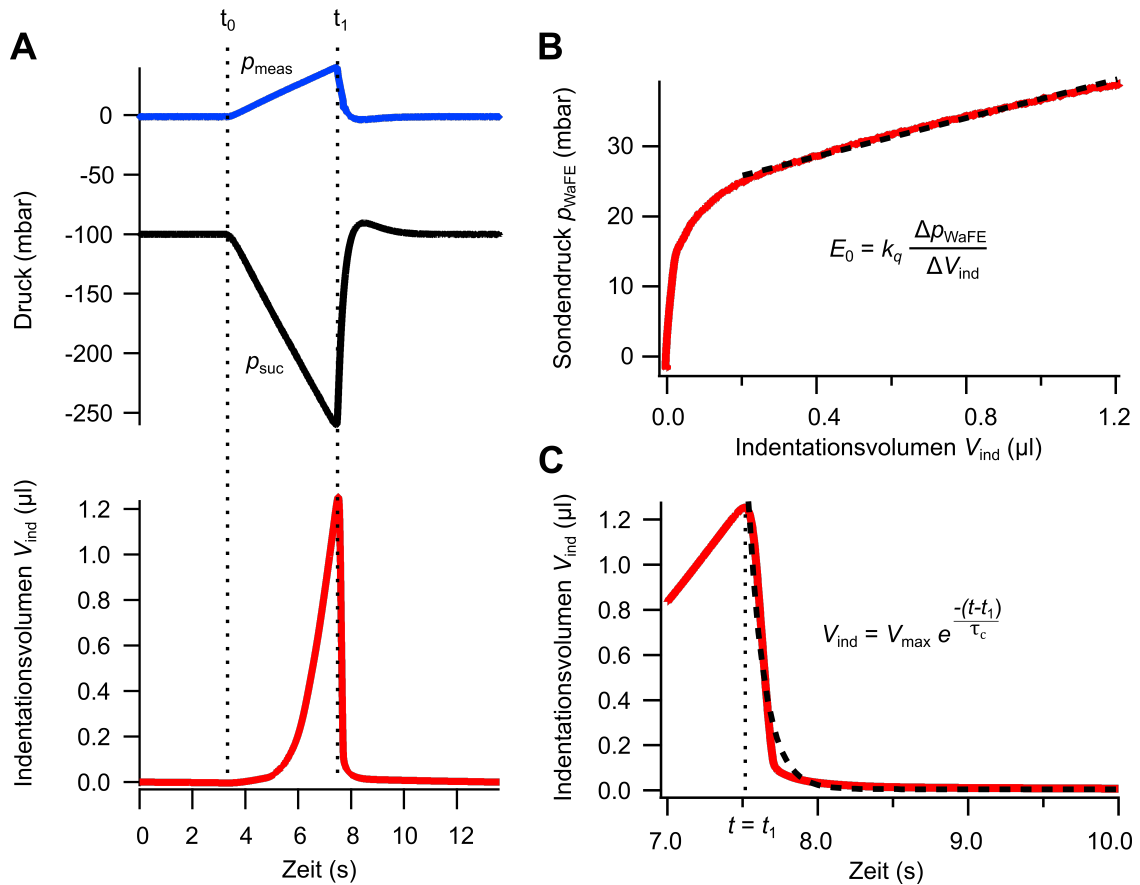 A
t0
t1
pmeas
0
-50
-100
-150
-200
-250
Druck (mbar)
psuc
1.2
1.0
0.8
0.6
0.4
0.2
0.0
Indentationsvolumen Vind (µl)
0
2
4
6
8
10
12
Zeit (s)
B
30
20
10
0
Sondendruck pWaFE (mbar)
E0 = kq ΔpWaFE / ΔVind
0.0
0.4
0.8
1.2
Indentationsvolumen Vind (µl)
C
1.2
1.0
0.8
0.6
0.4
0.2
0.0
Indentationsvolumen Vind (µl)
Vind = Vmax e -(t-t1) / τc
t = t1
7.0
8.0
9.0
10.0
Zeit (s)